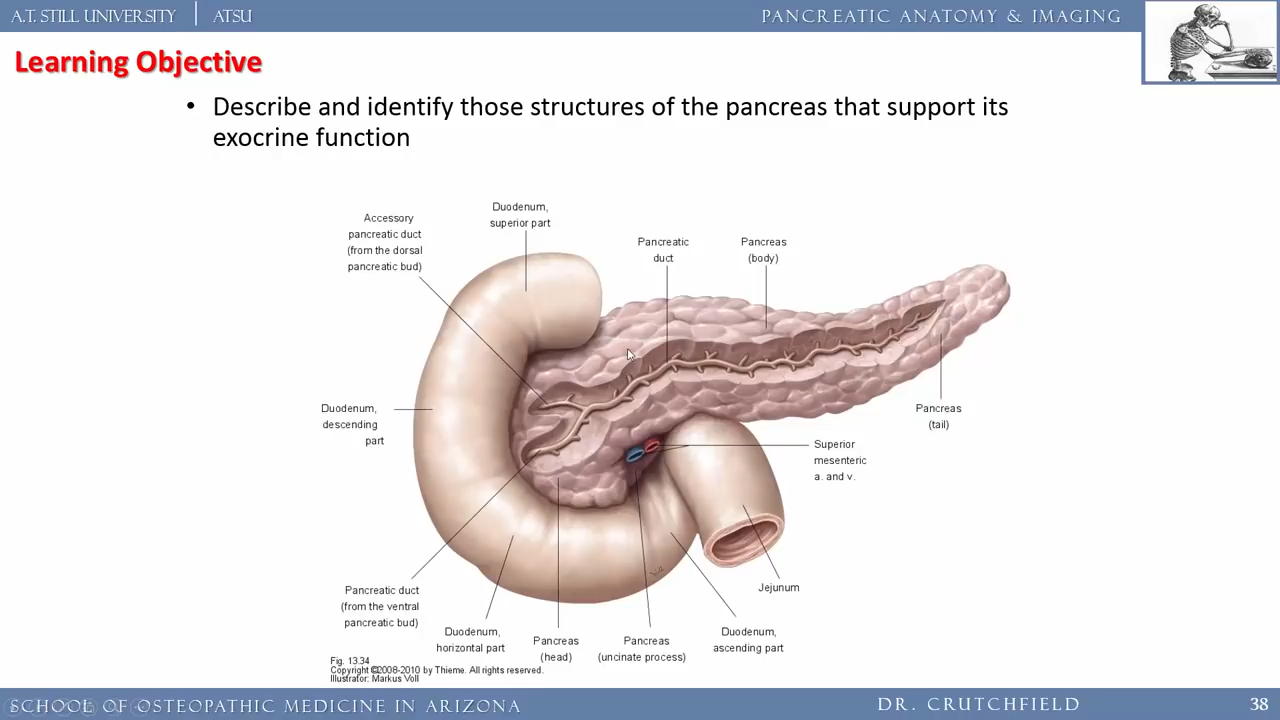 A.T. STILL UNIVERSITY ATSU PANCREATIC ANATOMY & IMAGING
Learning Objective
• Describe and identify those structures of the pancreas that support its
exocrine function
Duodenum,
superior part
Accessory
pancreatic duct
(from the dorsal
pancreatic bud)
Pancreatic
duct
Pancreas
(body)
Duodenum,
descending
part
Pancreas
(tail)
Superior
mesenteric
a. and v.
Pancreatic duct
(from the ventral
pancreatic bud)
Jejunum
Duodenum,
horizontal part
Pancreas
(head)
Pancreas
(uncinate process)
Duodenum,
ascending part
Fig. 13.34
Copyright ©2008-2010 by Thieme. All rights reserved.
Illustrator: Markus Voll
SCHOOL OF OSTEOPATHIC MEDICINE IN ARIZONA DR. CRUTCHFIELD 38